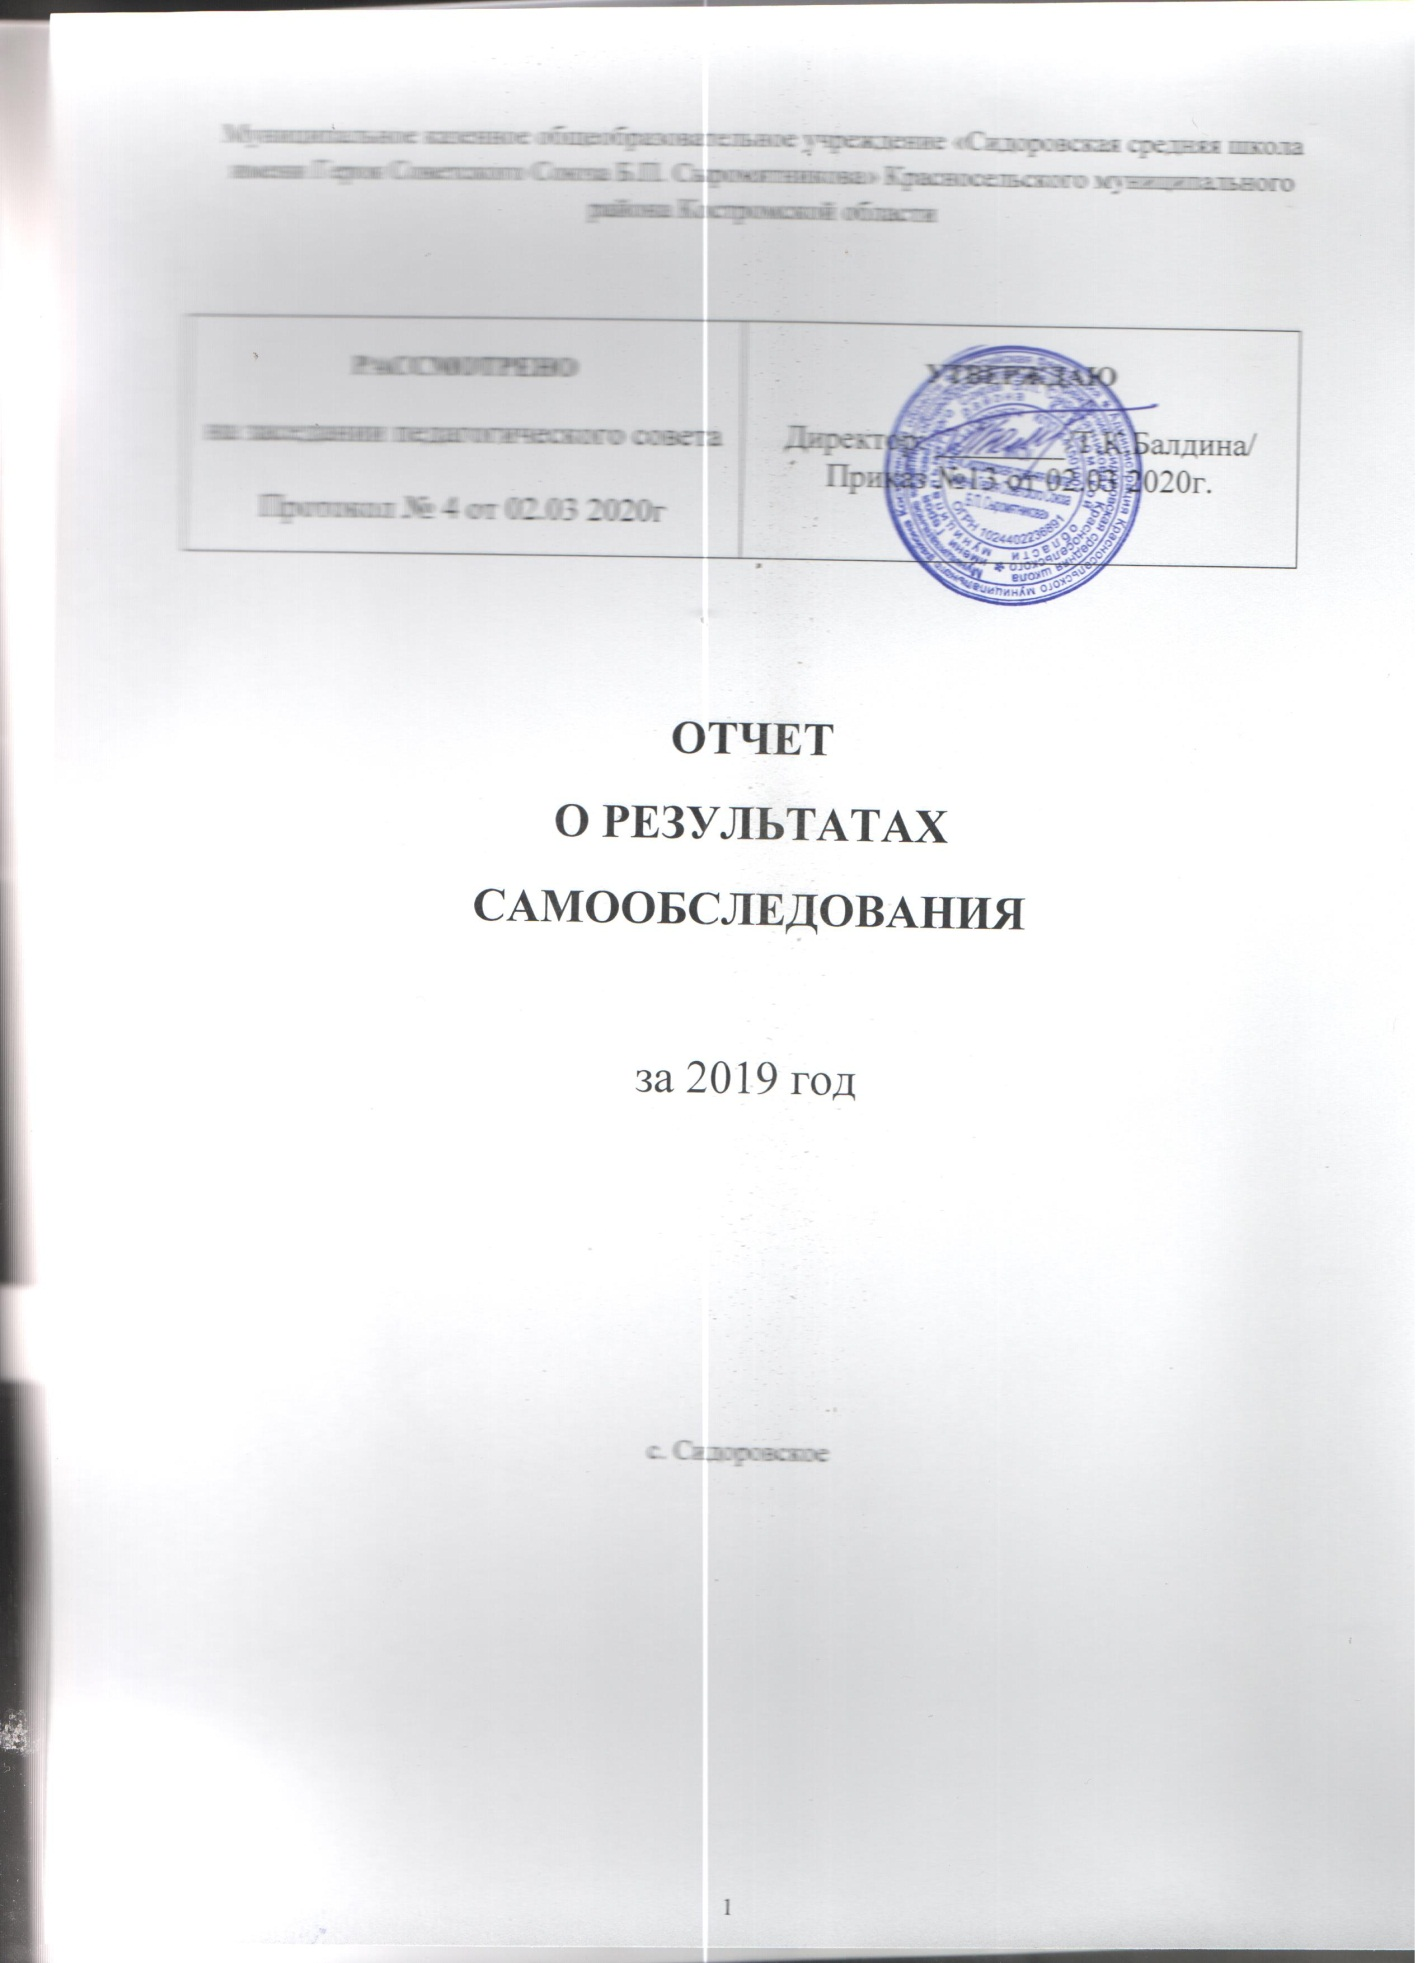 Муниципальное казенное общеобразовательное учреждение «Сидоровская средняя школа
имени Героя Советского Союза Б.П. Сыромятникова» Красносельского муниципального
района Костромской области
РАССМОТРЕНО
на заседании педагогического совета
Протокол № 4 от 02.03 2020г
УТВЕРЖДАЮ
Директор: /Т.К.Балдина/
Приказ №13 от 02.03 2020г.
ОГРН 1024402236891
ОТЧЕТ
О РЕЗУЛЬТАТАХ
САМООБСЛЕДОВАНИЯ
за 2019 год
с. Сидоровское
1